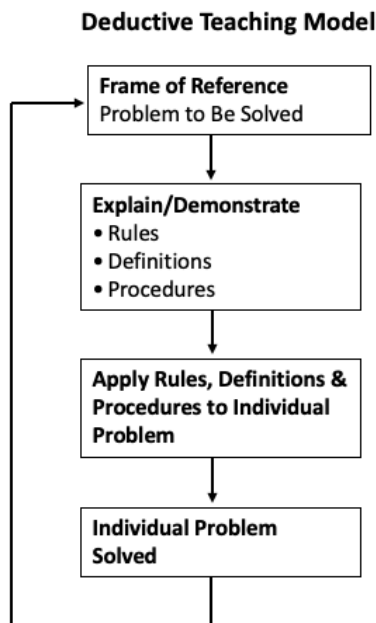 Deductive Teaching Model
Frame of Reference
Problem to Be Solved
Explain/Demonstrate
• Rules
• Definitions
• Procedures
Apply Rules, Definitions &
Procedures to Individual
Problem
Individual Problem
Solved